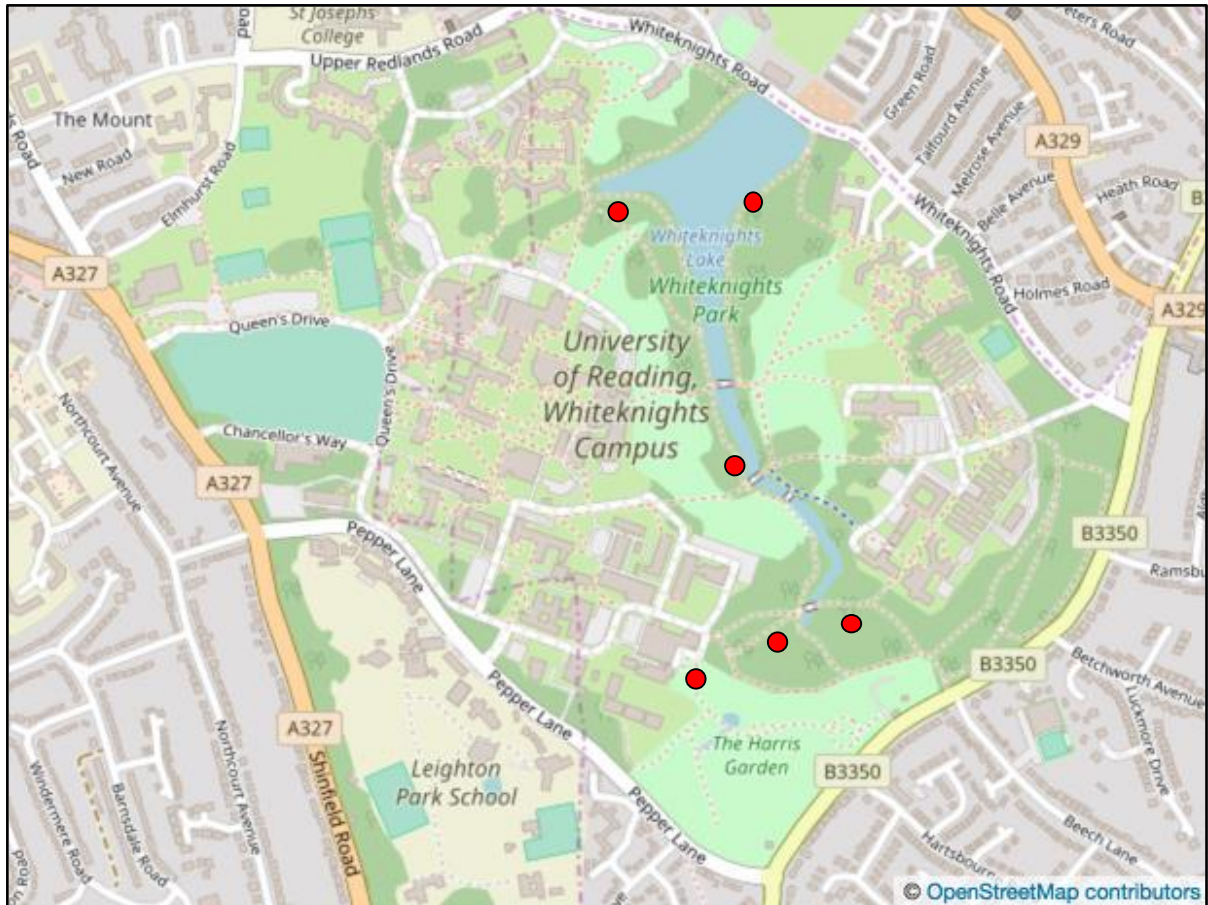 St Josephs
College
Upper Redlands Road
Whiteknights Road
Green Road
Talfourd Avenue
Melrose Avenue
A329
The Mount
New Road
Elmhurst Road
Belle Avenue
Heath Road
Whiteknights Road
A327
Whiteknights
Lake
Whiteknights
Park
Holmes Road
A329
Queen's Drive
University
of Reading,
Whiteknights
Campus
Queen's Drive
Northcourt Avenue
Chancellor's Way
A327
Pepper Lane
B3350
B3350
Betchworth Avenue
Luckmore Drive
Pepper Lane
A327
Shinfield Road
Northcourt Avenue
Windermere Road
Barnsdale Road
Leighton
Park School
The Harris
Garden
B3350
Pepper Lane
Beech Lane
© OpenStreetMap contributors